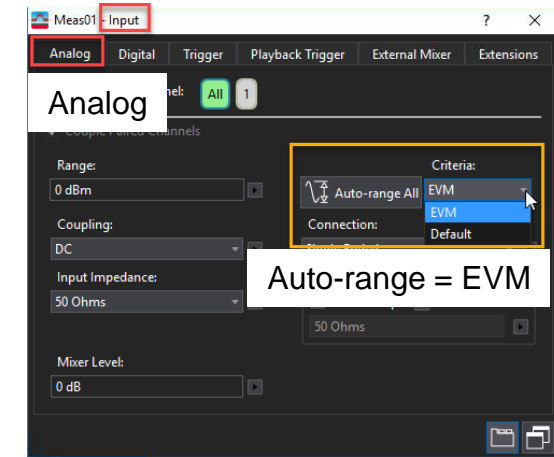 Meas01 - Input ? ×
Analog Digital Trigger Playback Trigger External Mixer Extensions
Analog
All 1
Couple Paired Channels
Range:
0 dBm
Criteria:
Auto-range All EVM
EVM
Default
Coupling:
DC
Connection:
Auto-range = EVM
Input Impedance:
50 Ohms
50 Ohms
Mixer Level:
0 dB